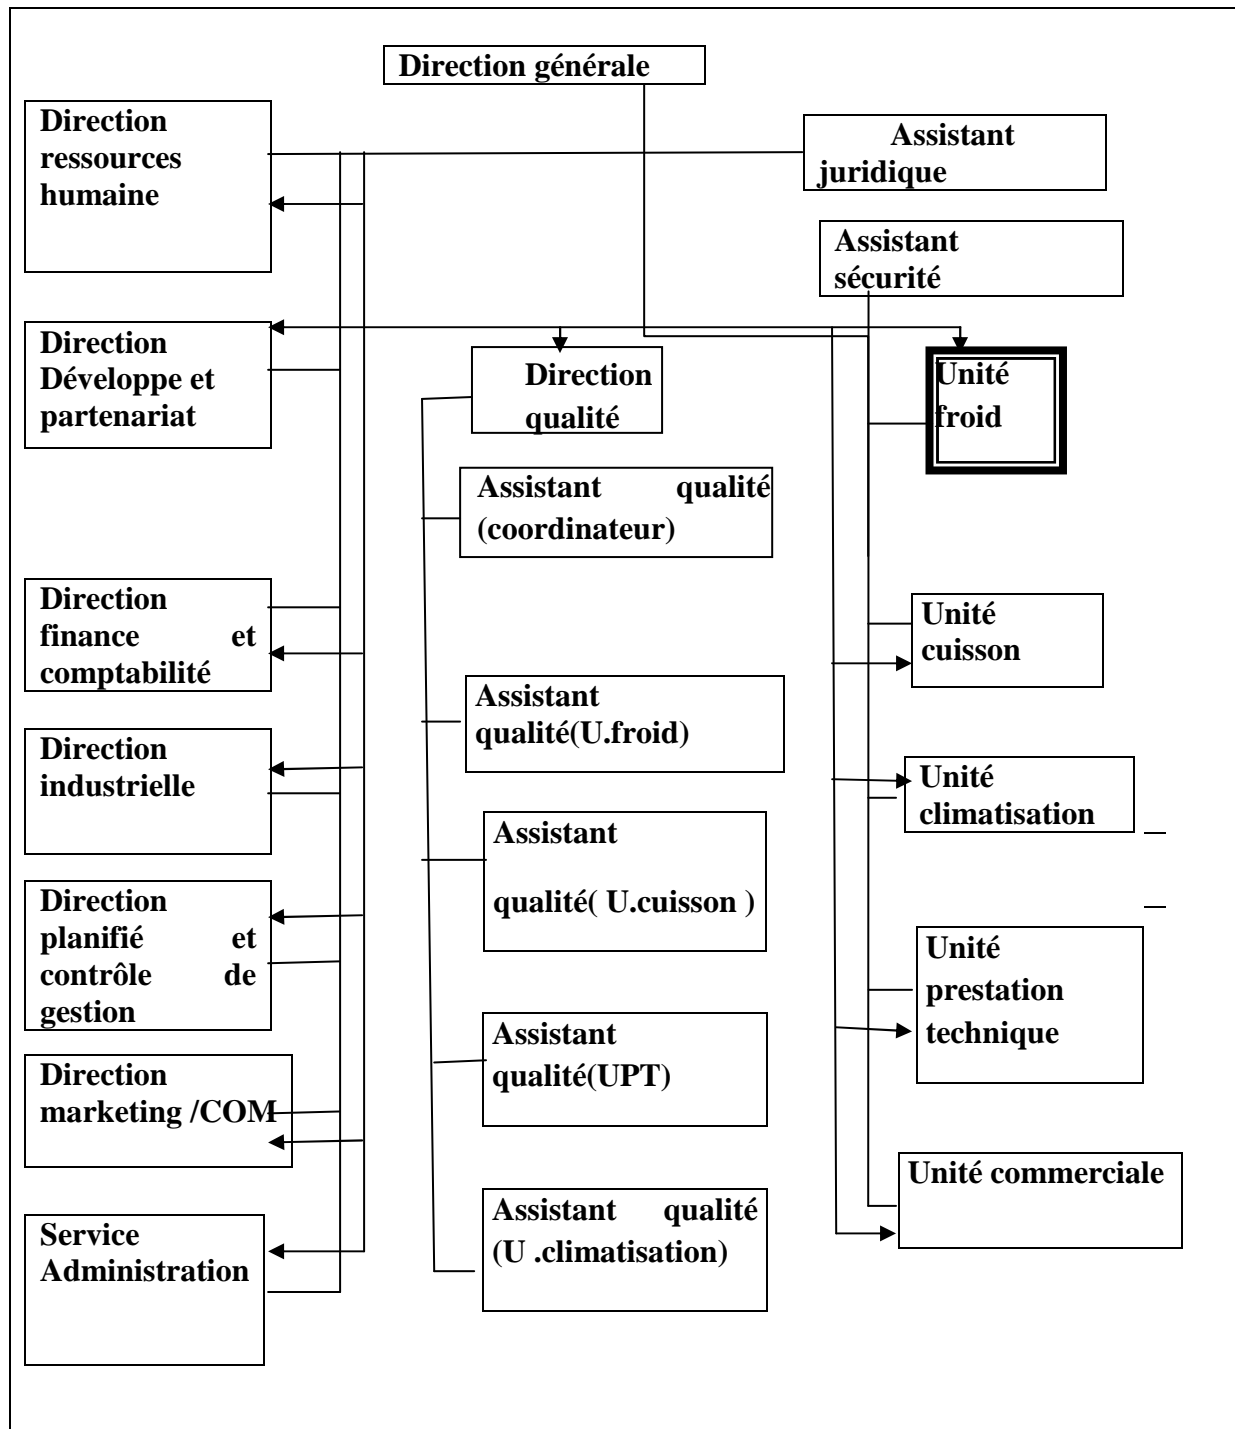 Direction générale
Direction
ressources
humaine
Assistant
juridique
Assistant
sécurité
Direction
Développe et
partenariat
Direction
qualité
Unité
froid
Assistant qualité
(coordinateur)
Direction
finance et
comptabilité
Unité
cuisson
Assistant
qualité(U.froid)
Direction
industrielle
Unité
climatisation
Assistant
qualité( U.cuisson )
Direction
planifié et
contrôle de
gestion
Unité
prestation
technique
Assistant
qualité(UPT)
Direction
marketing /COM
Unité commerciale
Assistant qualité
(U .climatisation)
Service
Administration